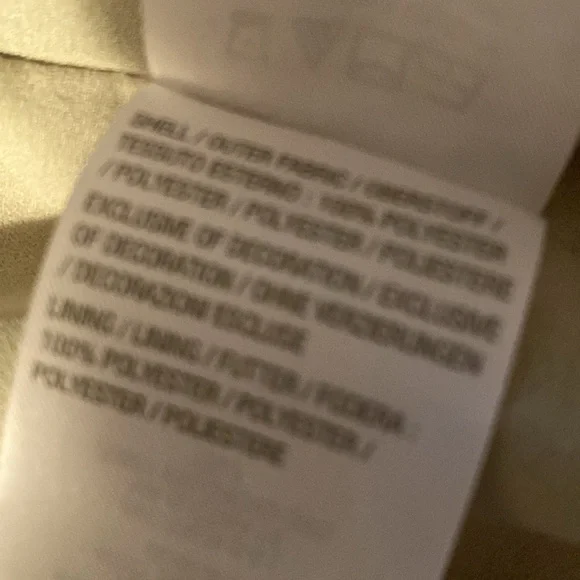 SHELL / OUTER FABRIC / OBERSTOFF /
TESSUTO ESTERNO : 100% POLYESTER
/ POLYESTER / POLYESTER / POLIESTERE
EXCLUSIVE OF DECORATION / EXCLUSIVE
OF DECORATION / OHNE VERZIERUNGEN
/ DECORAZIONI ESCLUSE
LINING / LINING / FUTTER / FODERA :
100% POLYESTER / POLYESTER /
POLYESTER / POLIESTERE